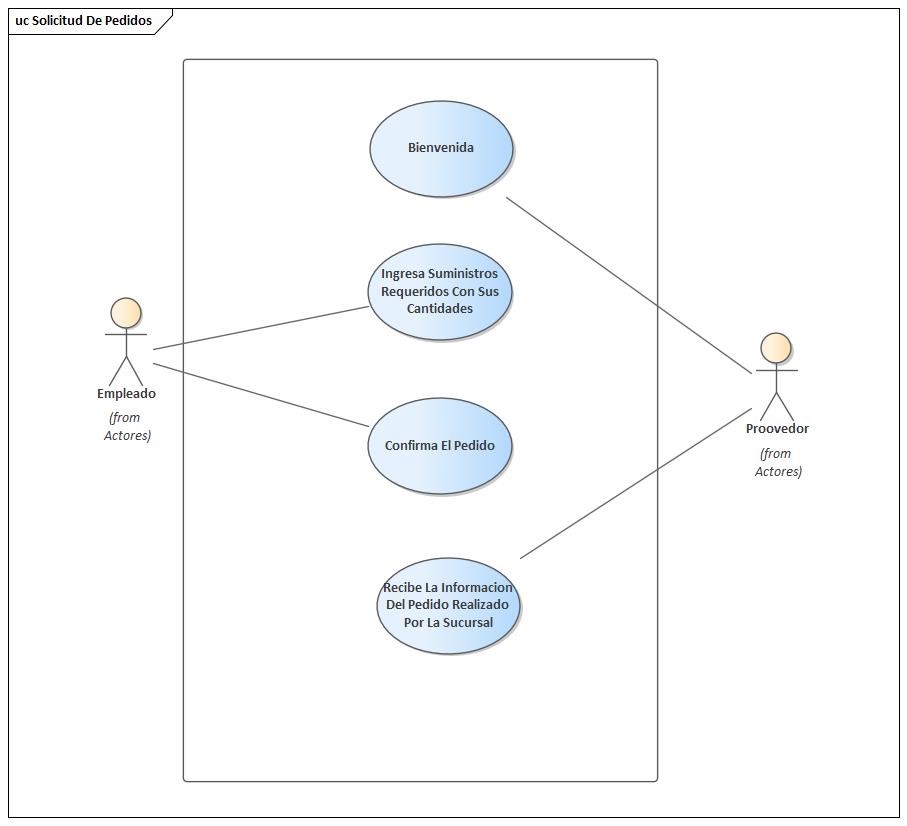 uc Solicitud De Pedidos
Bienvenida
Ingresa Suministros
Requeridos Con Sus
Cantidades
Empleado
(from
Actores)
Confirma El Pedido
Proovedor
(from
Actores)
Recibe La Informacion
Del Pedido Realizado
Por La Sucursal